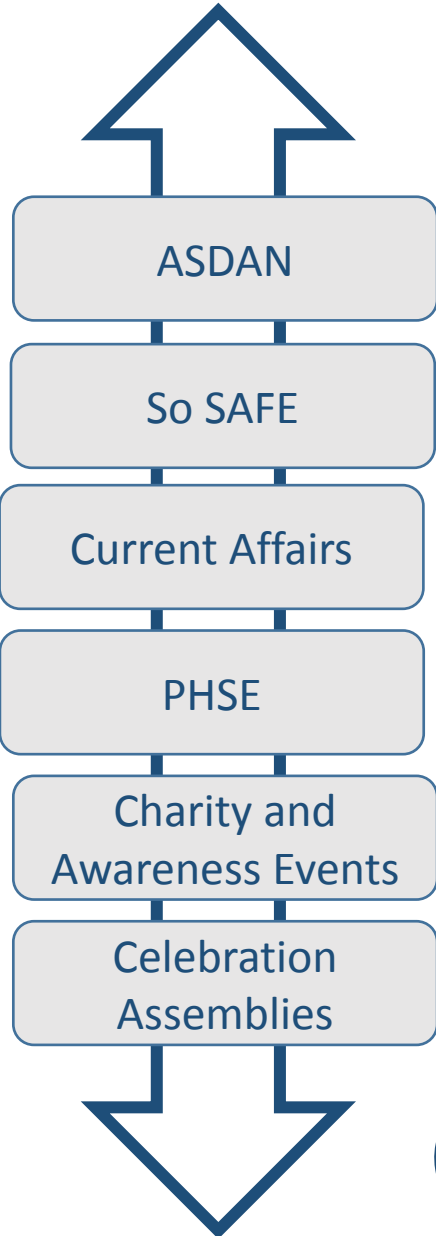 ASDAN
So SAFE
Current Affairs
PHSE
Charity and
Awareness Events
Celebration
Assemblies